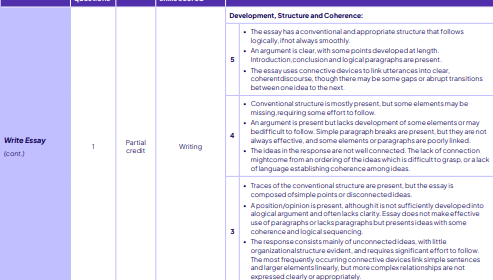 Development, Structure and Coherence:
• The essay has a conventional and appropriate structure that follows
logically, if not always smoothly.
• An argument is clear, with some points developed at length.
Introduction, conclusion and logical paragraphs are present.
5
• The essay uses connective devices to link utterances into clear,
coherent discourse, though there may be some gaps or abrupt transitions
between one idea to the next.
• Conventional structure is mostly present, but some elements may be
missing, requiring some effort to follow.
• An argument is present but lacks development of some elements or may
be difficult to follow. Simple paragraph breaks are present, but they are not
always effective, and some elements or paragraphs are poorly linked.
4
• The ideas in the response are not well connected. The lack of connection
might come from an ordering of the ideas which is difficult to grasp, or a lack
of language establishing coherence among ideas.
Write Essay
(cont.)
1
Partial
credit
Writing
• Traces of the conventional structure are present, but the essay is
composed of simple points or disconnected ideas.
• A position/opinion is present, although it is not sufficiently developed into
a logical argument and often lacks clarity. Essay does not make effective
use of paragraphs or lacks paragraphs but presents ideas with some
coherence and logical sequencing.
3
• The response consists mainly of unconnected ideas, with little
organizational structure evident, and requires significant effort to follow.
The most frequently occurring connective devices link simple sentences
and larger elements linearly, but more complex relationships are not
expressed clearly or appropriately.